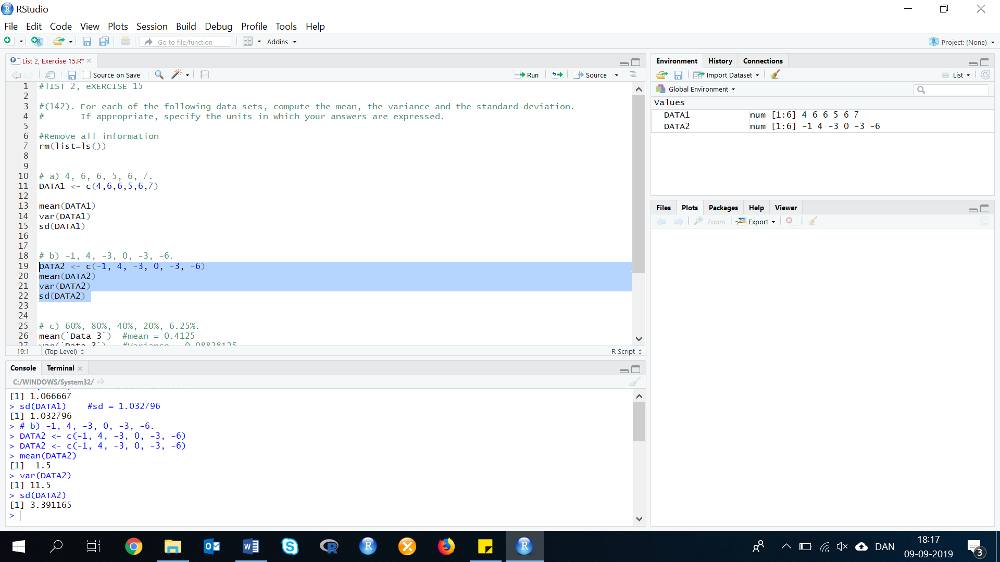 RStudio
File Edit Code View Plots Session Build Debug Profile Tools Help
Go to file/function Addins Project: (None)
List 2, Exercise 15.R*
Source on Save Run Source
1 #lIST 2, eXERCISE 15
2
3 #(142). For each of the following data sets, compute the mean, the variance and the standard deviation.
4 # If appropriate, specify the units in which your answers are expressed.
5
6 #Remove all information
7 rm(list=ls())
8
9
10 # a) 4, 6, 6, 5, 6, 7.
11 DATA1 <- c(4,6,6,5,6,7)
12
13 mean(DATA1)
14 var(DATA1)
15 sd(DATA1)
16
17
18 # b) -1, 4, -3, 0, -3, -6.
19 DATA2 <- c(-1, 4, -3, 0, -3, -6)
20 mean(DATA2)
21 var(DATA2)
22 sd(DATA2)
23
24
25 # c) 60%, 80%, 40%, 20%, 6.25%.
26 mean(`Data 3`) #mean = 0.4125
27 var(`Data 3`) #Variance = 0.08828125
19:1 (Top Level) R Script
Console Terminal
C:/WINDOWS/System32/
[1] 1.066667
> sd(DATA1) #sd = 1.032796
[1] 1.032796
> # b) -1, 4, -3, 0, -3, -6.
> DATA2 <- c(-1, 4, -3, 0, -3, -6)
> DATA2 <- c(-1, 4, -3, 0, -3, -6)
> mean(DATA2)
[1] -1.5
> var(DATA2)
[1] 11.5
> sd(DATA2)
[1] 3.391165
>
Environment History Connections
Import Dataset List
Global Environment
Values
DATA1 num [1:6] 4 6 6 5 6 7
DATA2 num [1:6] -1 4 -3 0 -3 -6
Files Plots Packages Help Viewer
Zoom Export
DAN
18:17
09-09-2019
3